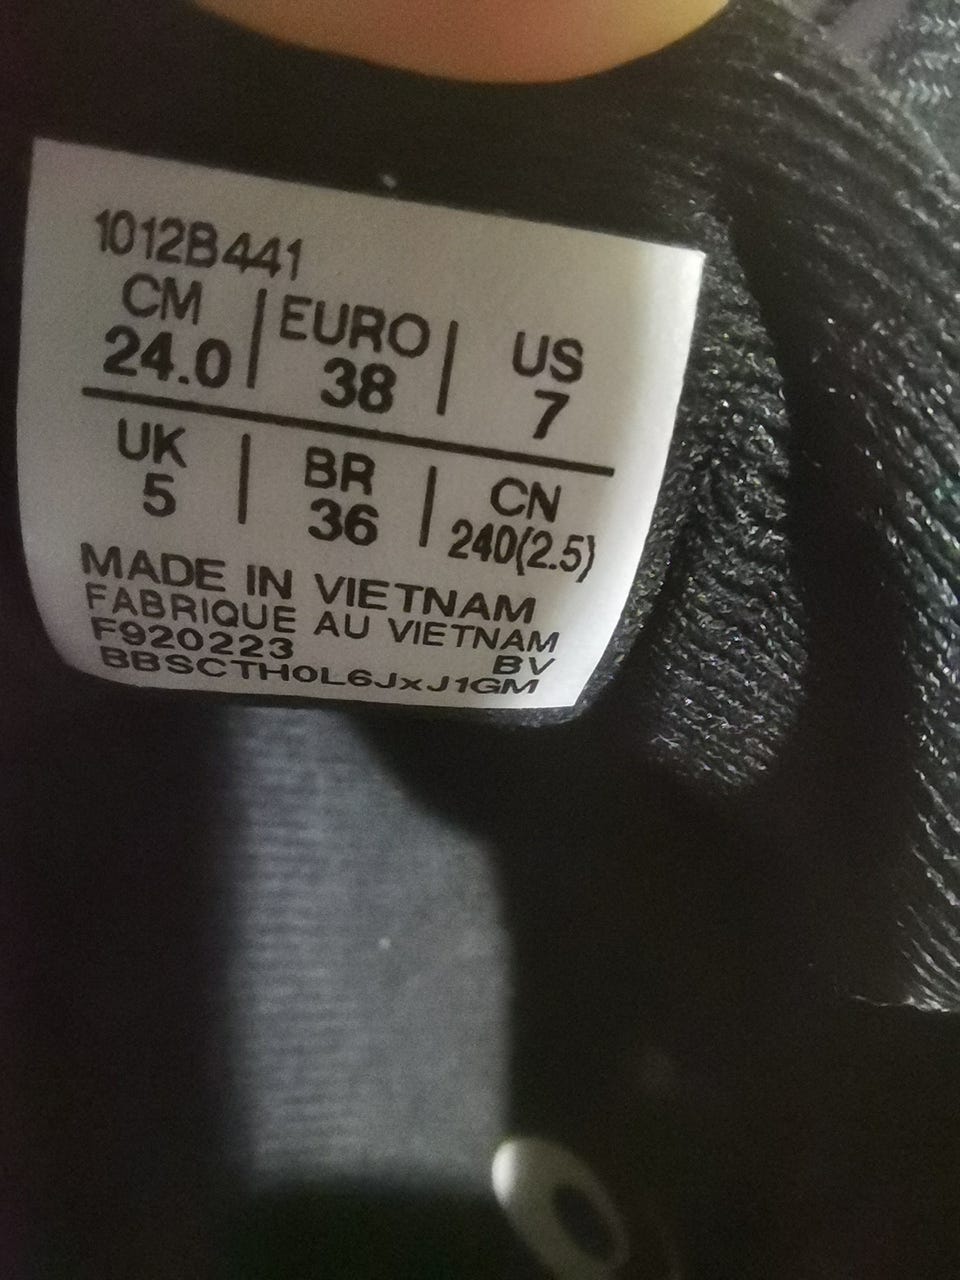 1012B441
CM | EURO | US
24.0 | 38 | 7
UK | BR | CN
5 | 36 | 240(2.5)
MADE IN VIETNAM
FABRIQUE AU VIETNAM
F920223 BV
BBSCTH0L6JxJ1GM